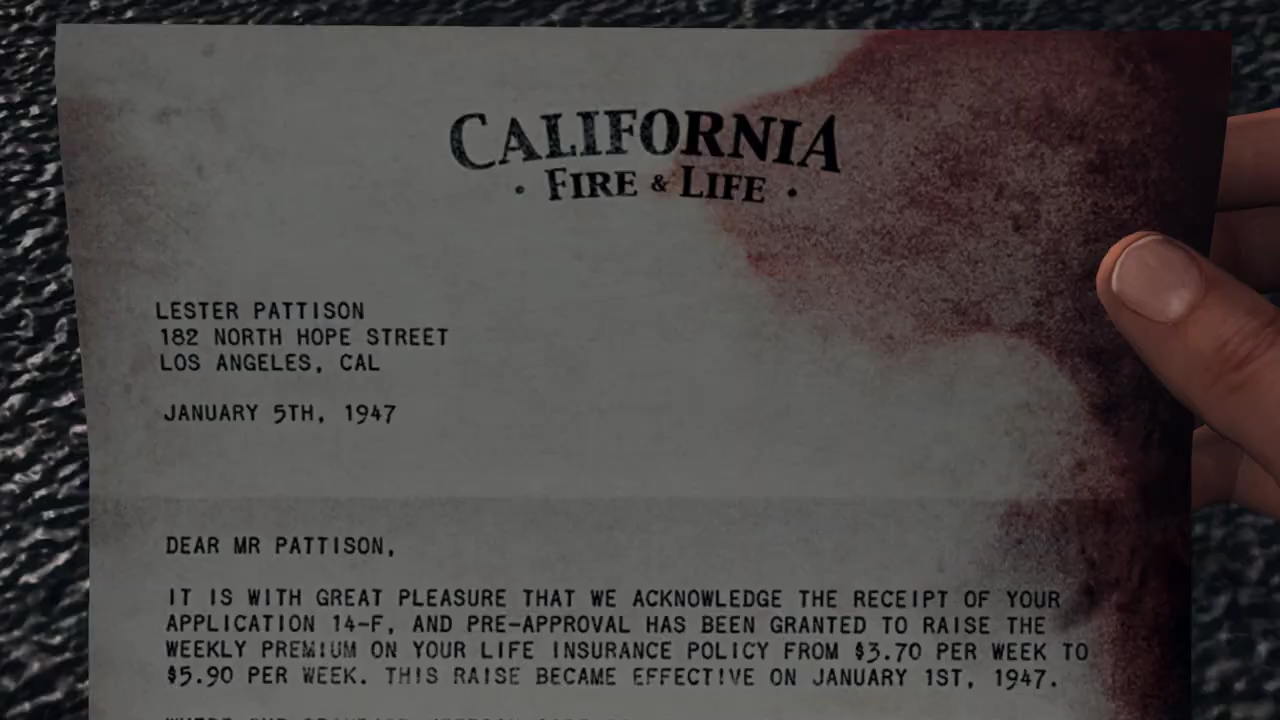 CALIFORNIA
• FIRE & LIFE •
LESTER PATTISON
182 NORTH HOPE STREET
LOS ANGELES, CAL
JANUARY 5TH, 1947
DEAR MR PATTISON,
IT IS WITH GREAT PLEASURE THAT WE ACKNOWLEDGE THE RECEIPT OF YOUR
APPLICATION 14-F, AND PRE-APPROVAL HAS BEEN GRANTED TO RAISE THE
WEEKLY PREMIUM ON YOUR LIFE INSURANCE POLICY FROM $3.70 PER WEEK TO
$5.90 PER WEEK. THIS RAISE BECAME EFFECTIVE ON JANUARY 1ST, 1947.